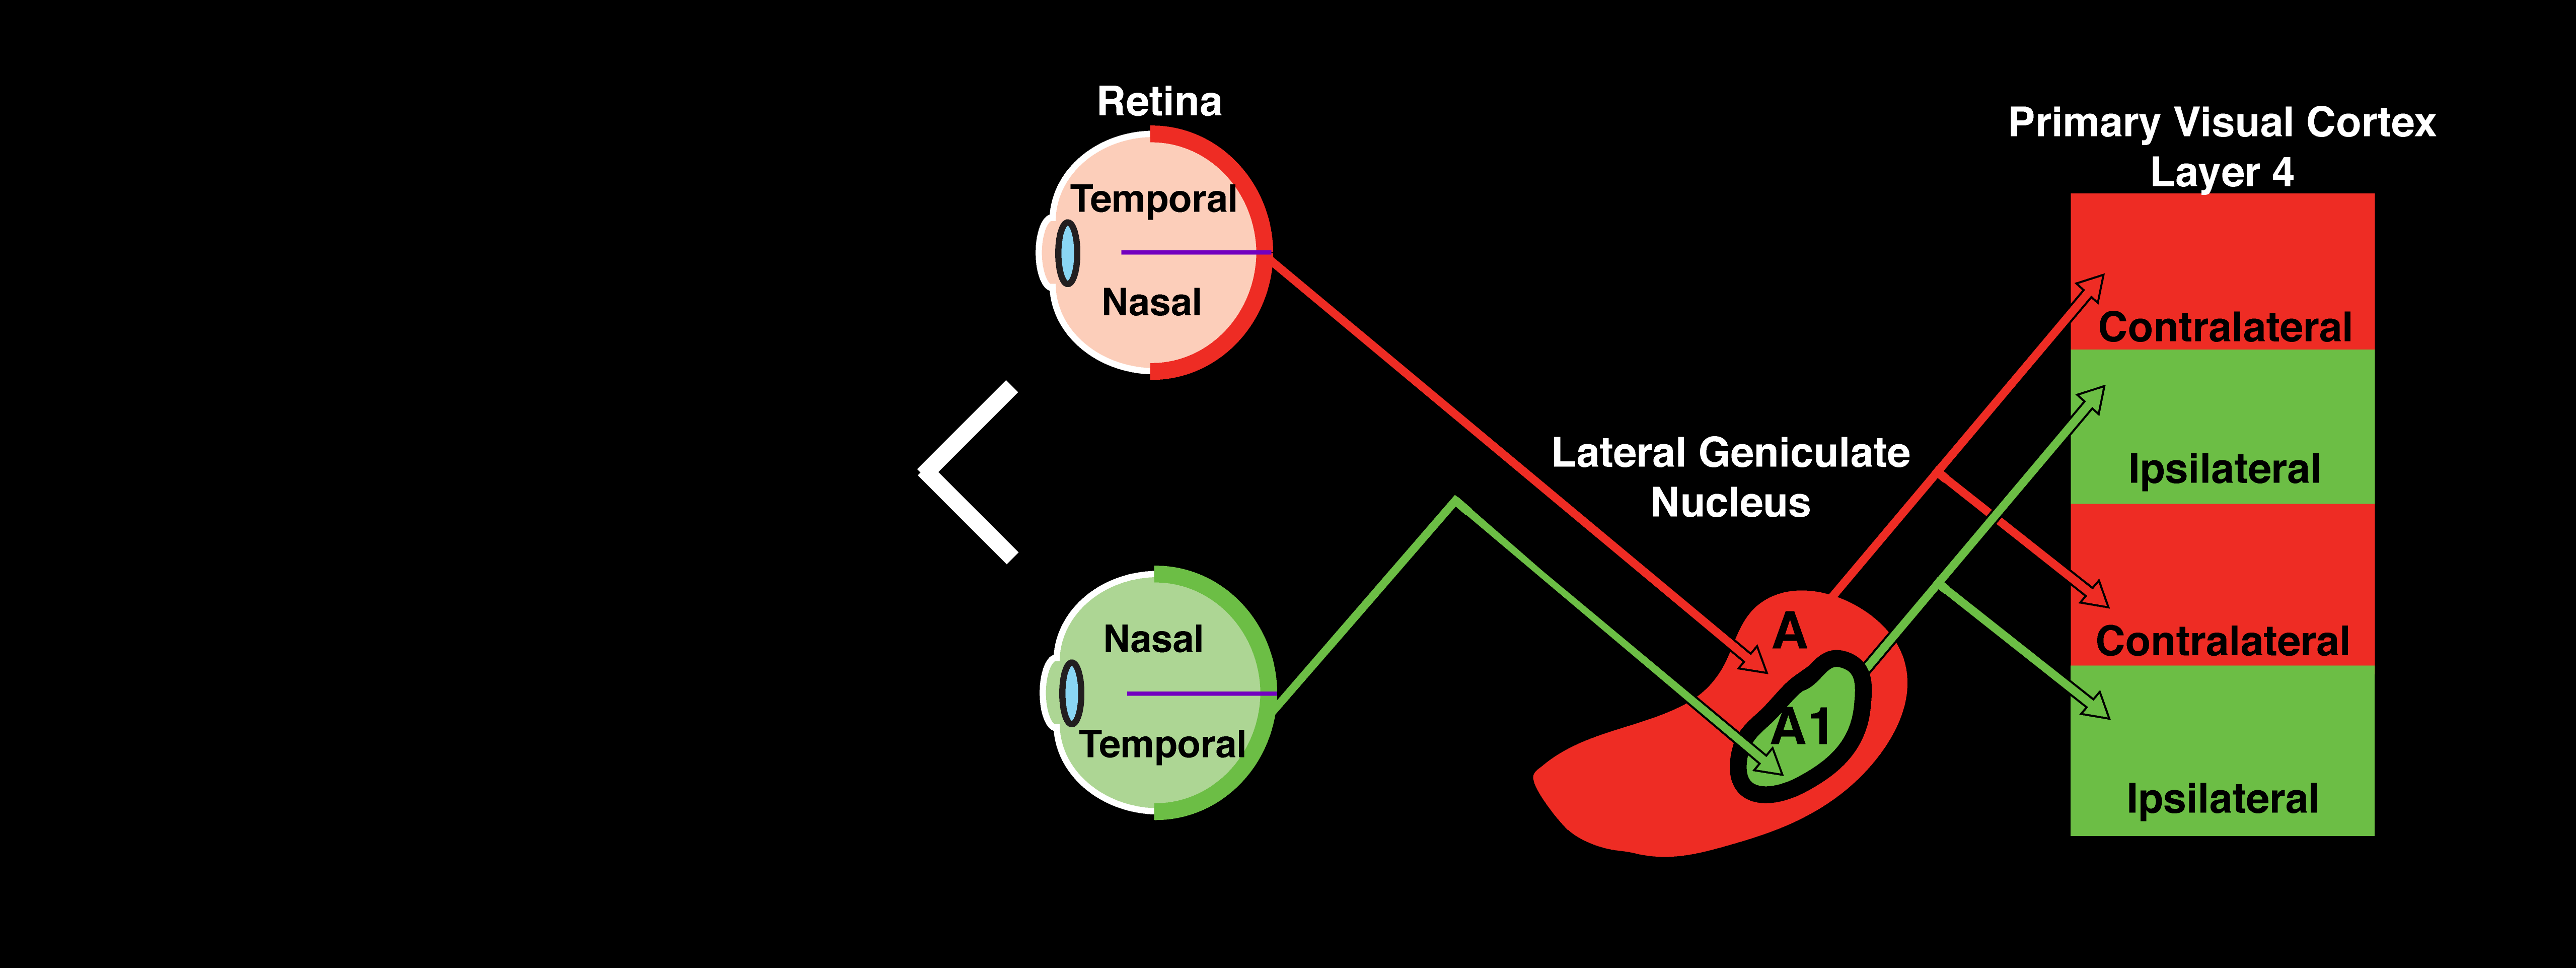 Retina
Temporal
Nasal
Nasal
Temporal
Lateral Geniculate
Nucleus
A
A1
Primary Visual Cortex
Layer 4
Contralateral
Ipsilateral
Contralateral
Ipsilateral